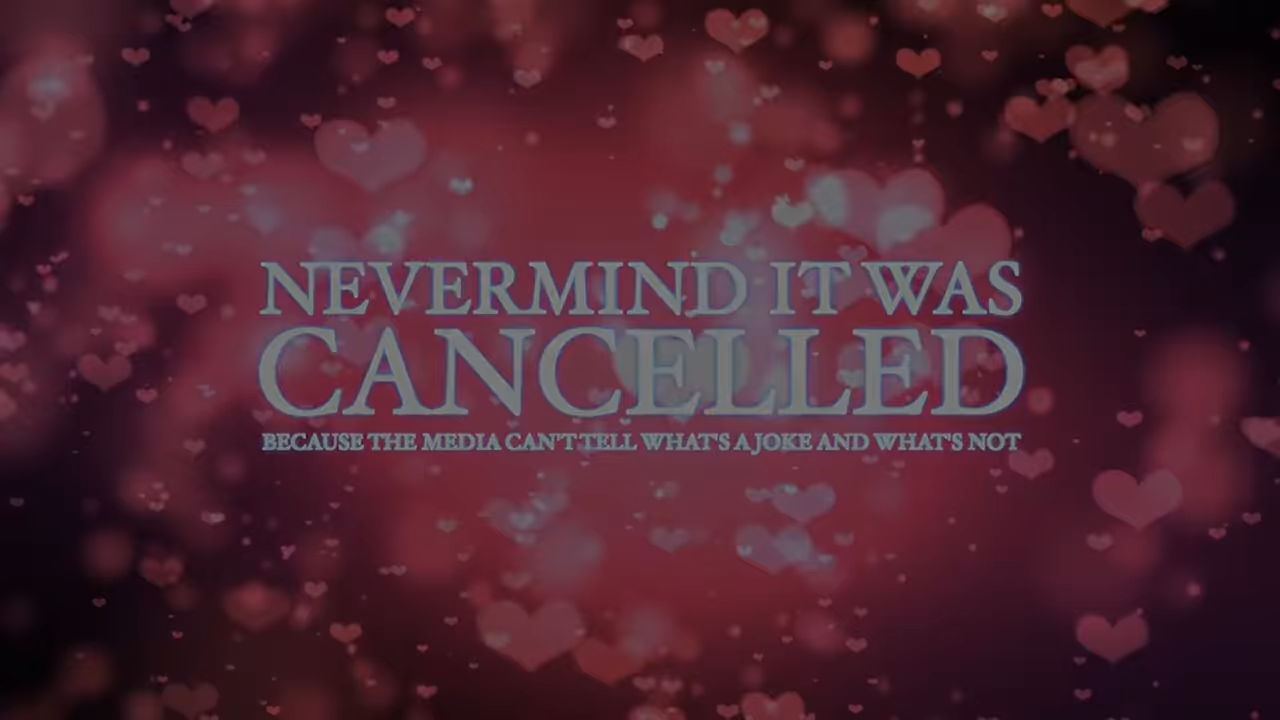 NEVERMIND IT WAS
CANCELLED
BECAUSE THE MEDIA CAN'T TELL WHAT'S A JOKE AND WHAT'S NOT